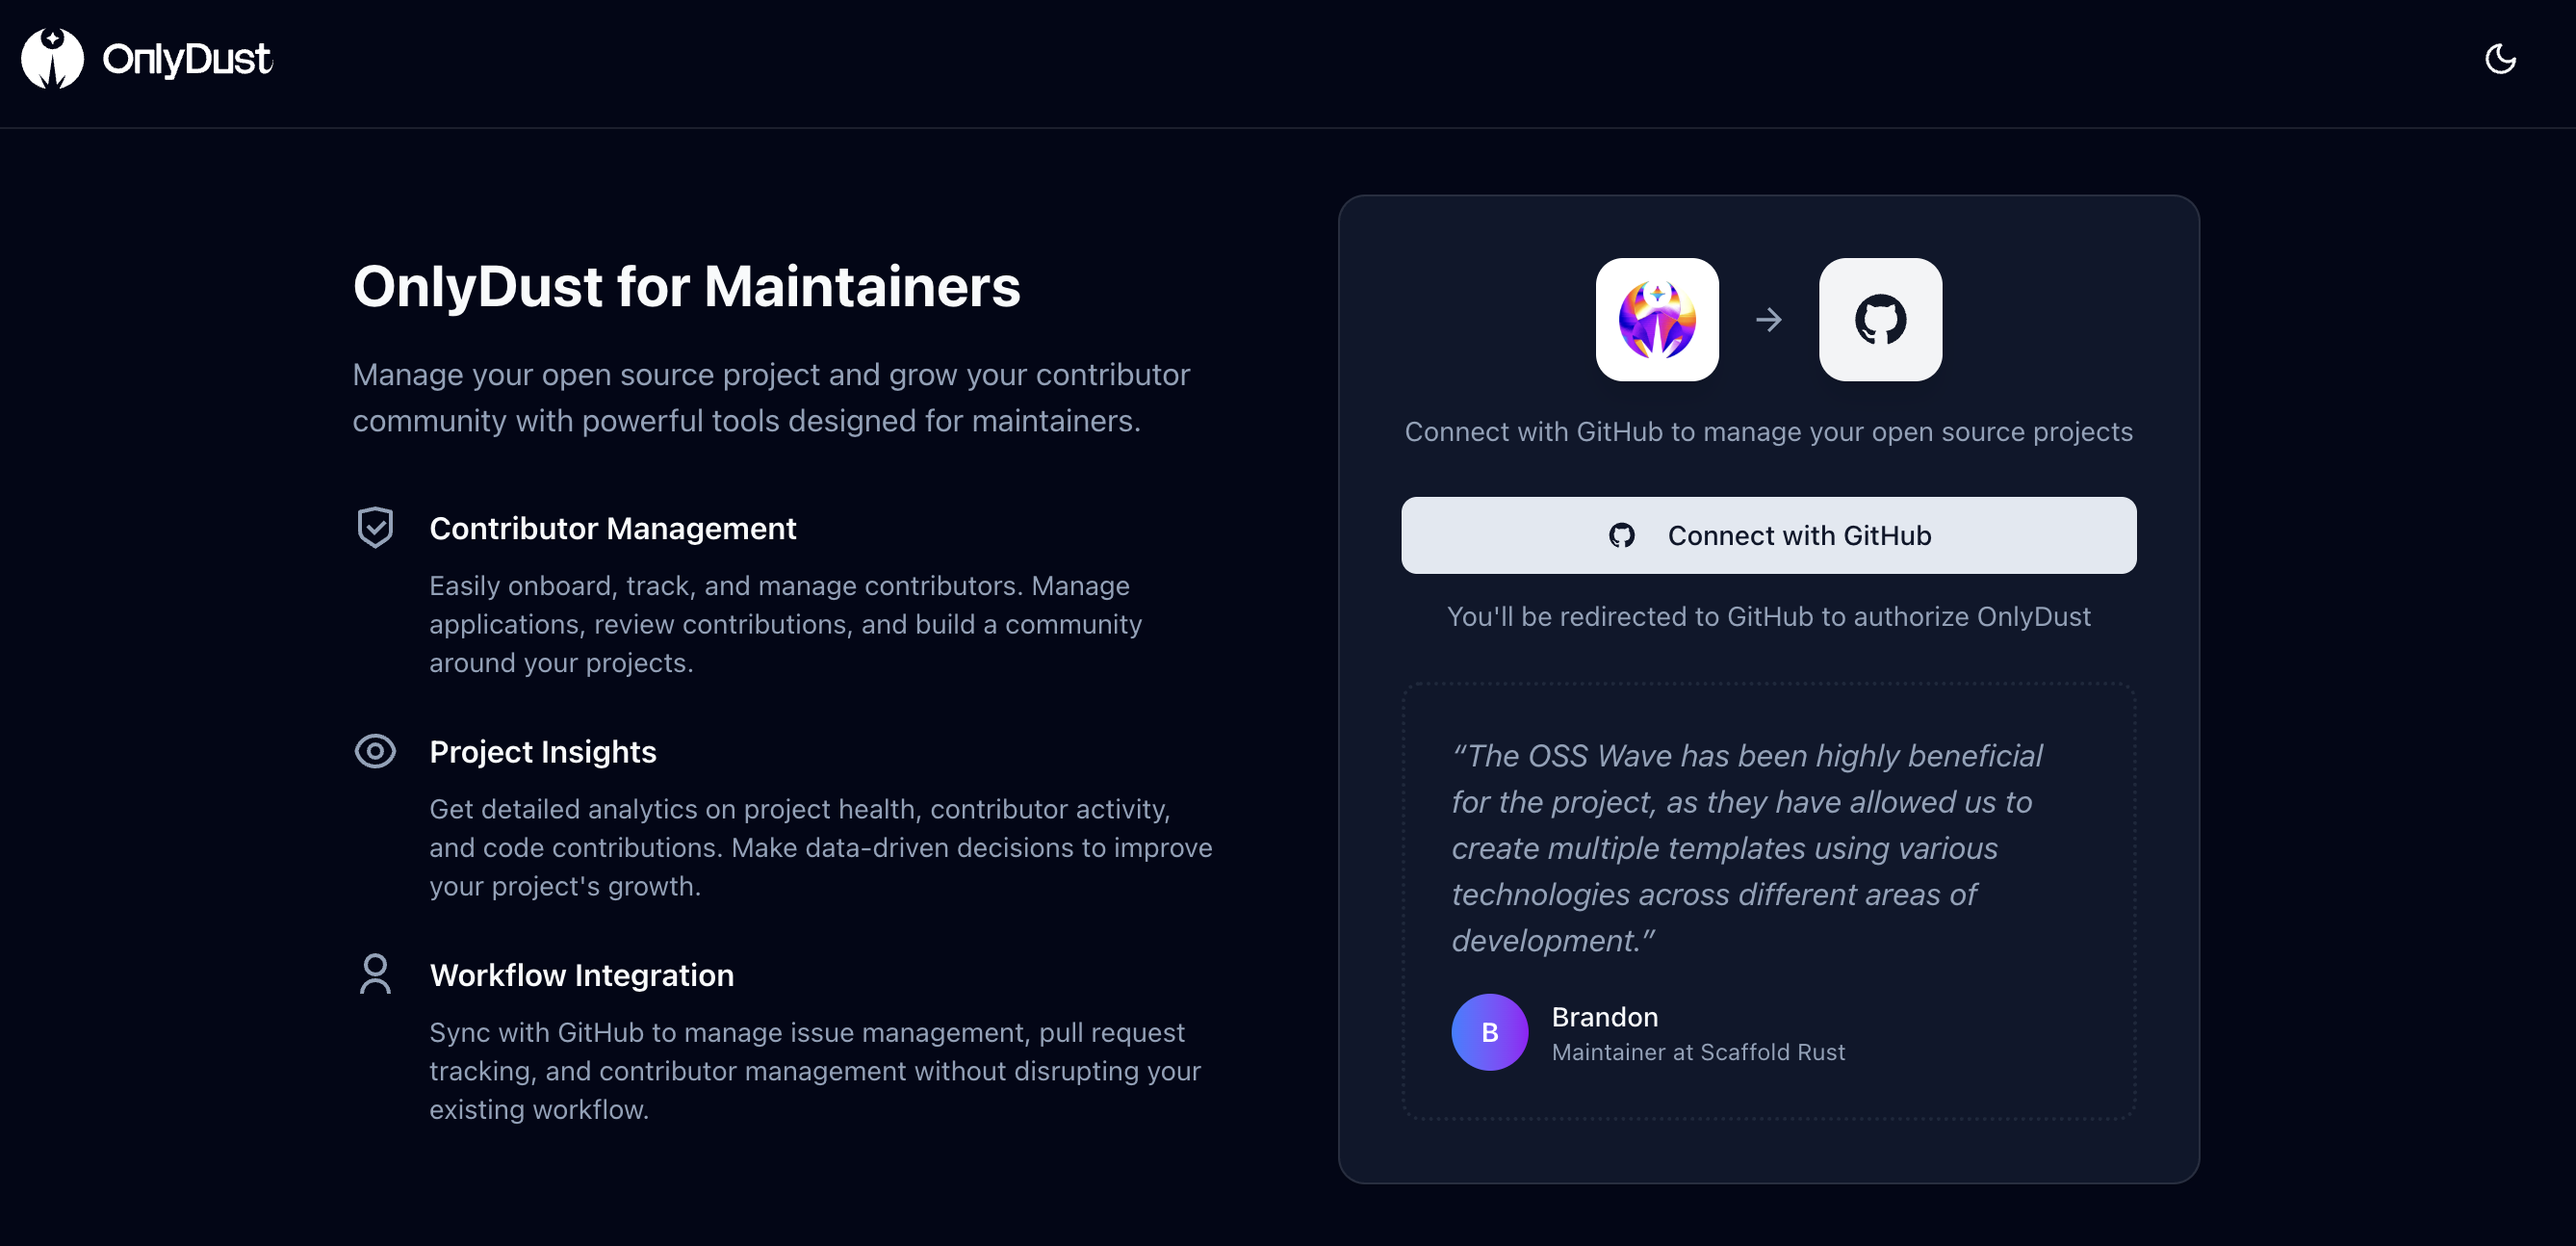 OnlyDust
OnlyDust for Maintainers
Manage your open source project and grow your contributor
community with powerful tools designed for maintainers.
Contributor Management
Easily onboard, track, and manage contributors. Manage
applications, review contributions, and build a community
around your projects.
Project Insights
Get detailed analytics on project health, contributor activity,
and code contributions. Make data-driven decisions to improve
your project's growth.
Workflow Integration
Sync with GitHub to manage issue management, pull request
tracking, and contributor management without disrupting your
existing workflow.
Connect with GitHub to manage your open source projects
Connect with GitHub
You'll be redirected to GitHub to authorize OnlyDust
“The OSS Wave has been highly beneficial
for the project, as they have allowed us to
create multiple templates using various
technologies across different areas of
development.”
B
Brandon
Maintainer at Scaffold Rust